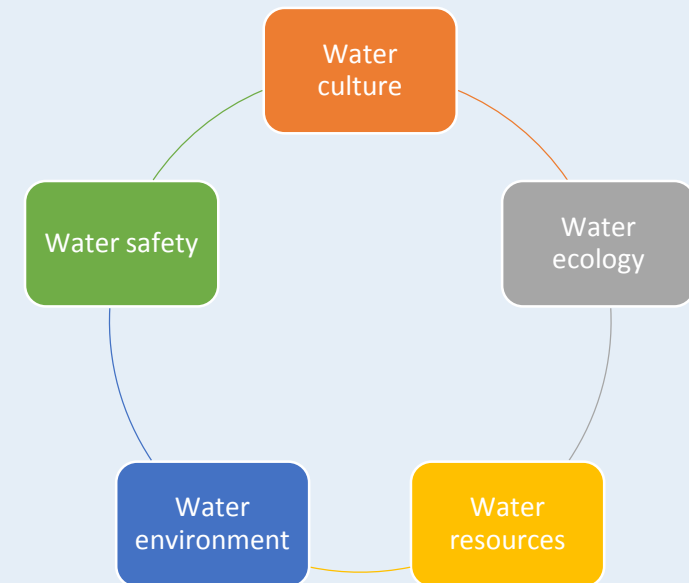 Water
culture
Water
ecology
Water
resources
Water
environment
Water safety